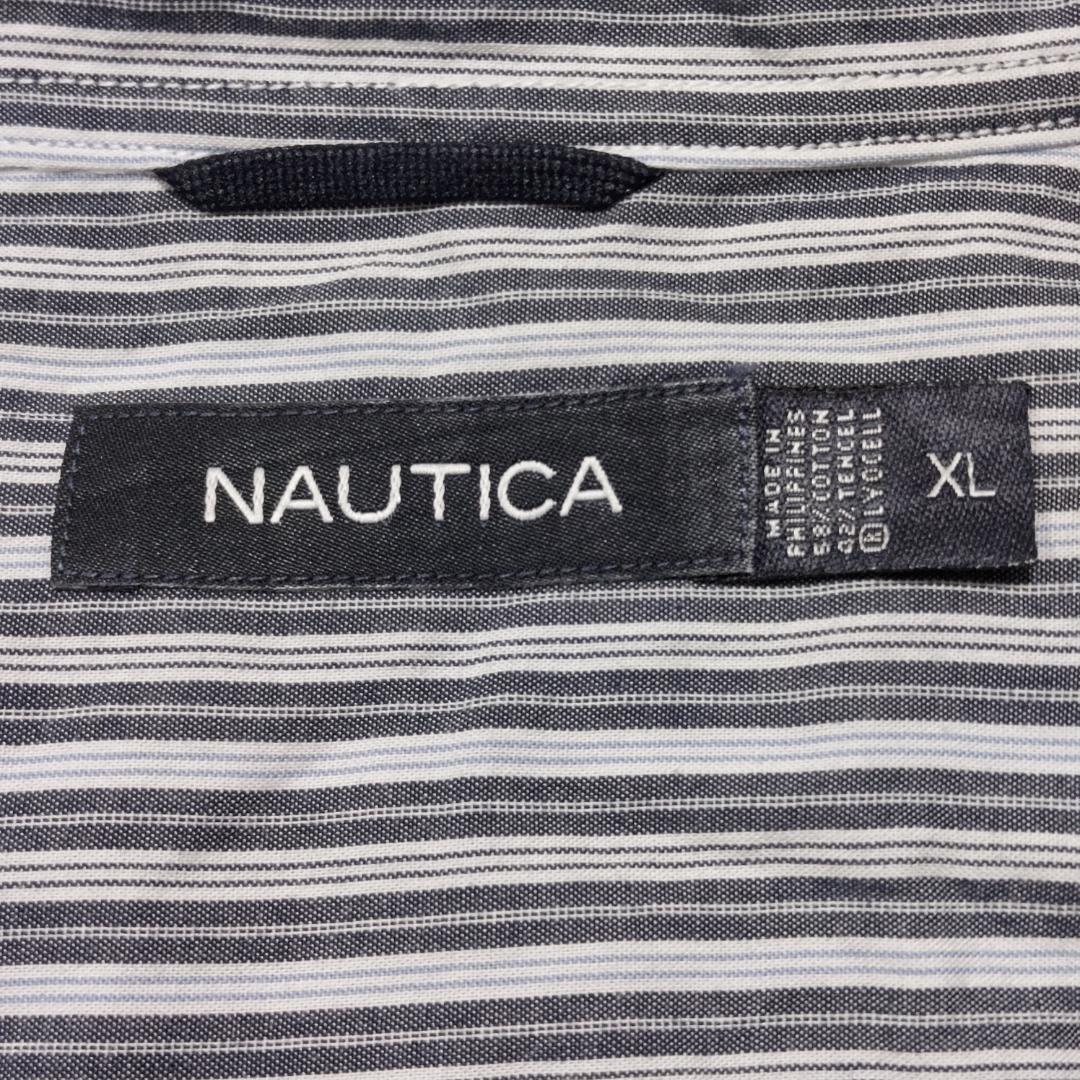 NAUTICA
MADE IN
PHILIPPINES
58/COTTON
42/TENCEL
® LYOCELL
XL